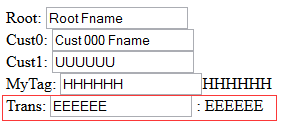 Root: Root Fname
Cust0: Cust 000 Fname
Cust1: UUUUUU
MyTag: HHHHHH HHHHHH
Trans: EEEEEE : EEEEEE